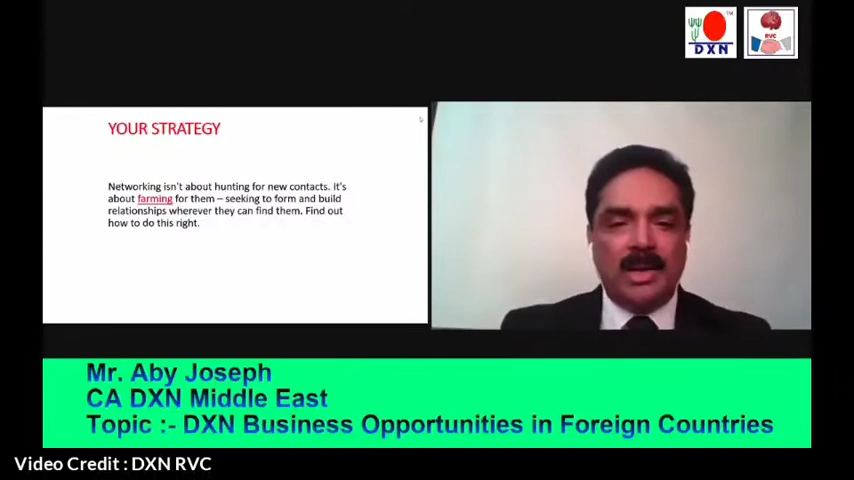 TM
DXN
RVC
YOUR STRATEGY
Networking isn't about hunting for new contacts. It's
about farming for them – seeking to form and build
relationships wherever they can find them. Find out
how to do this right.
Mr. Aby Joseph
CA DXN Middle East
Topic :- DXN Business Opportunities in Foreign Countries
Video Credit : DXN RVC